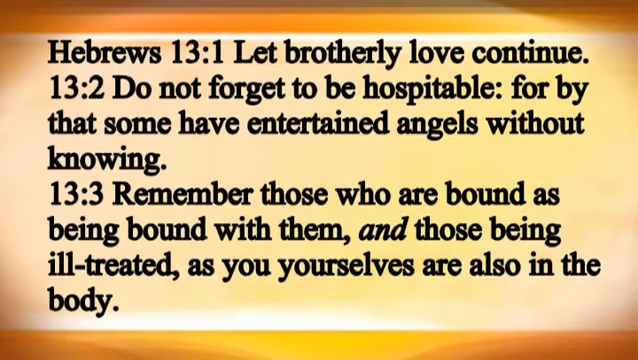 Hebrews 13:1 Let brotherly love continue.
13:2 Do not forget to be hospitable: for by
that some have entertained angels without
knowing.
13:3 Remember those who are bound as
being bound with them, and those being
ill-treated, as you yourselves are also in the
body.